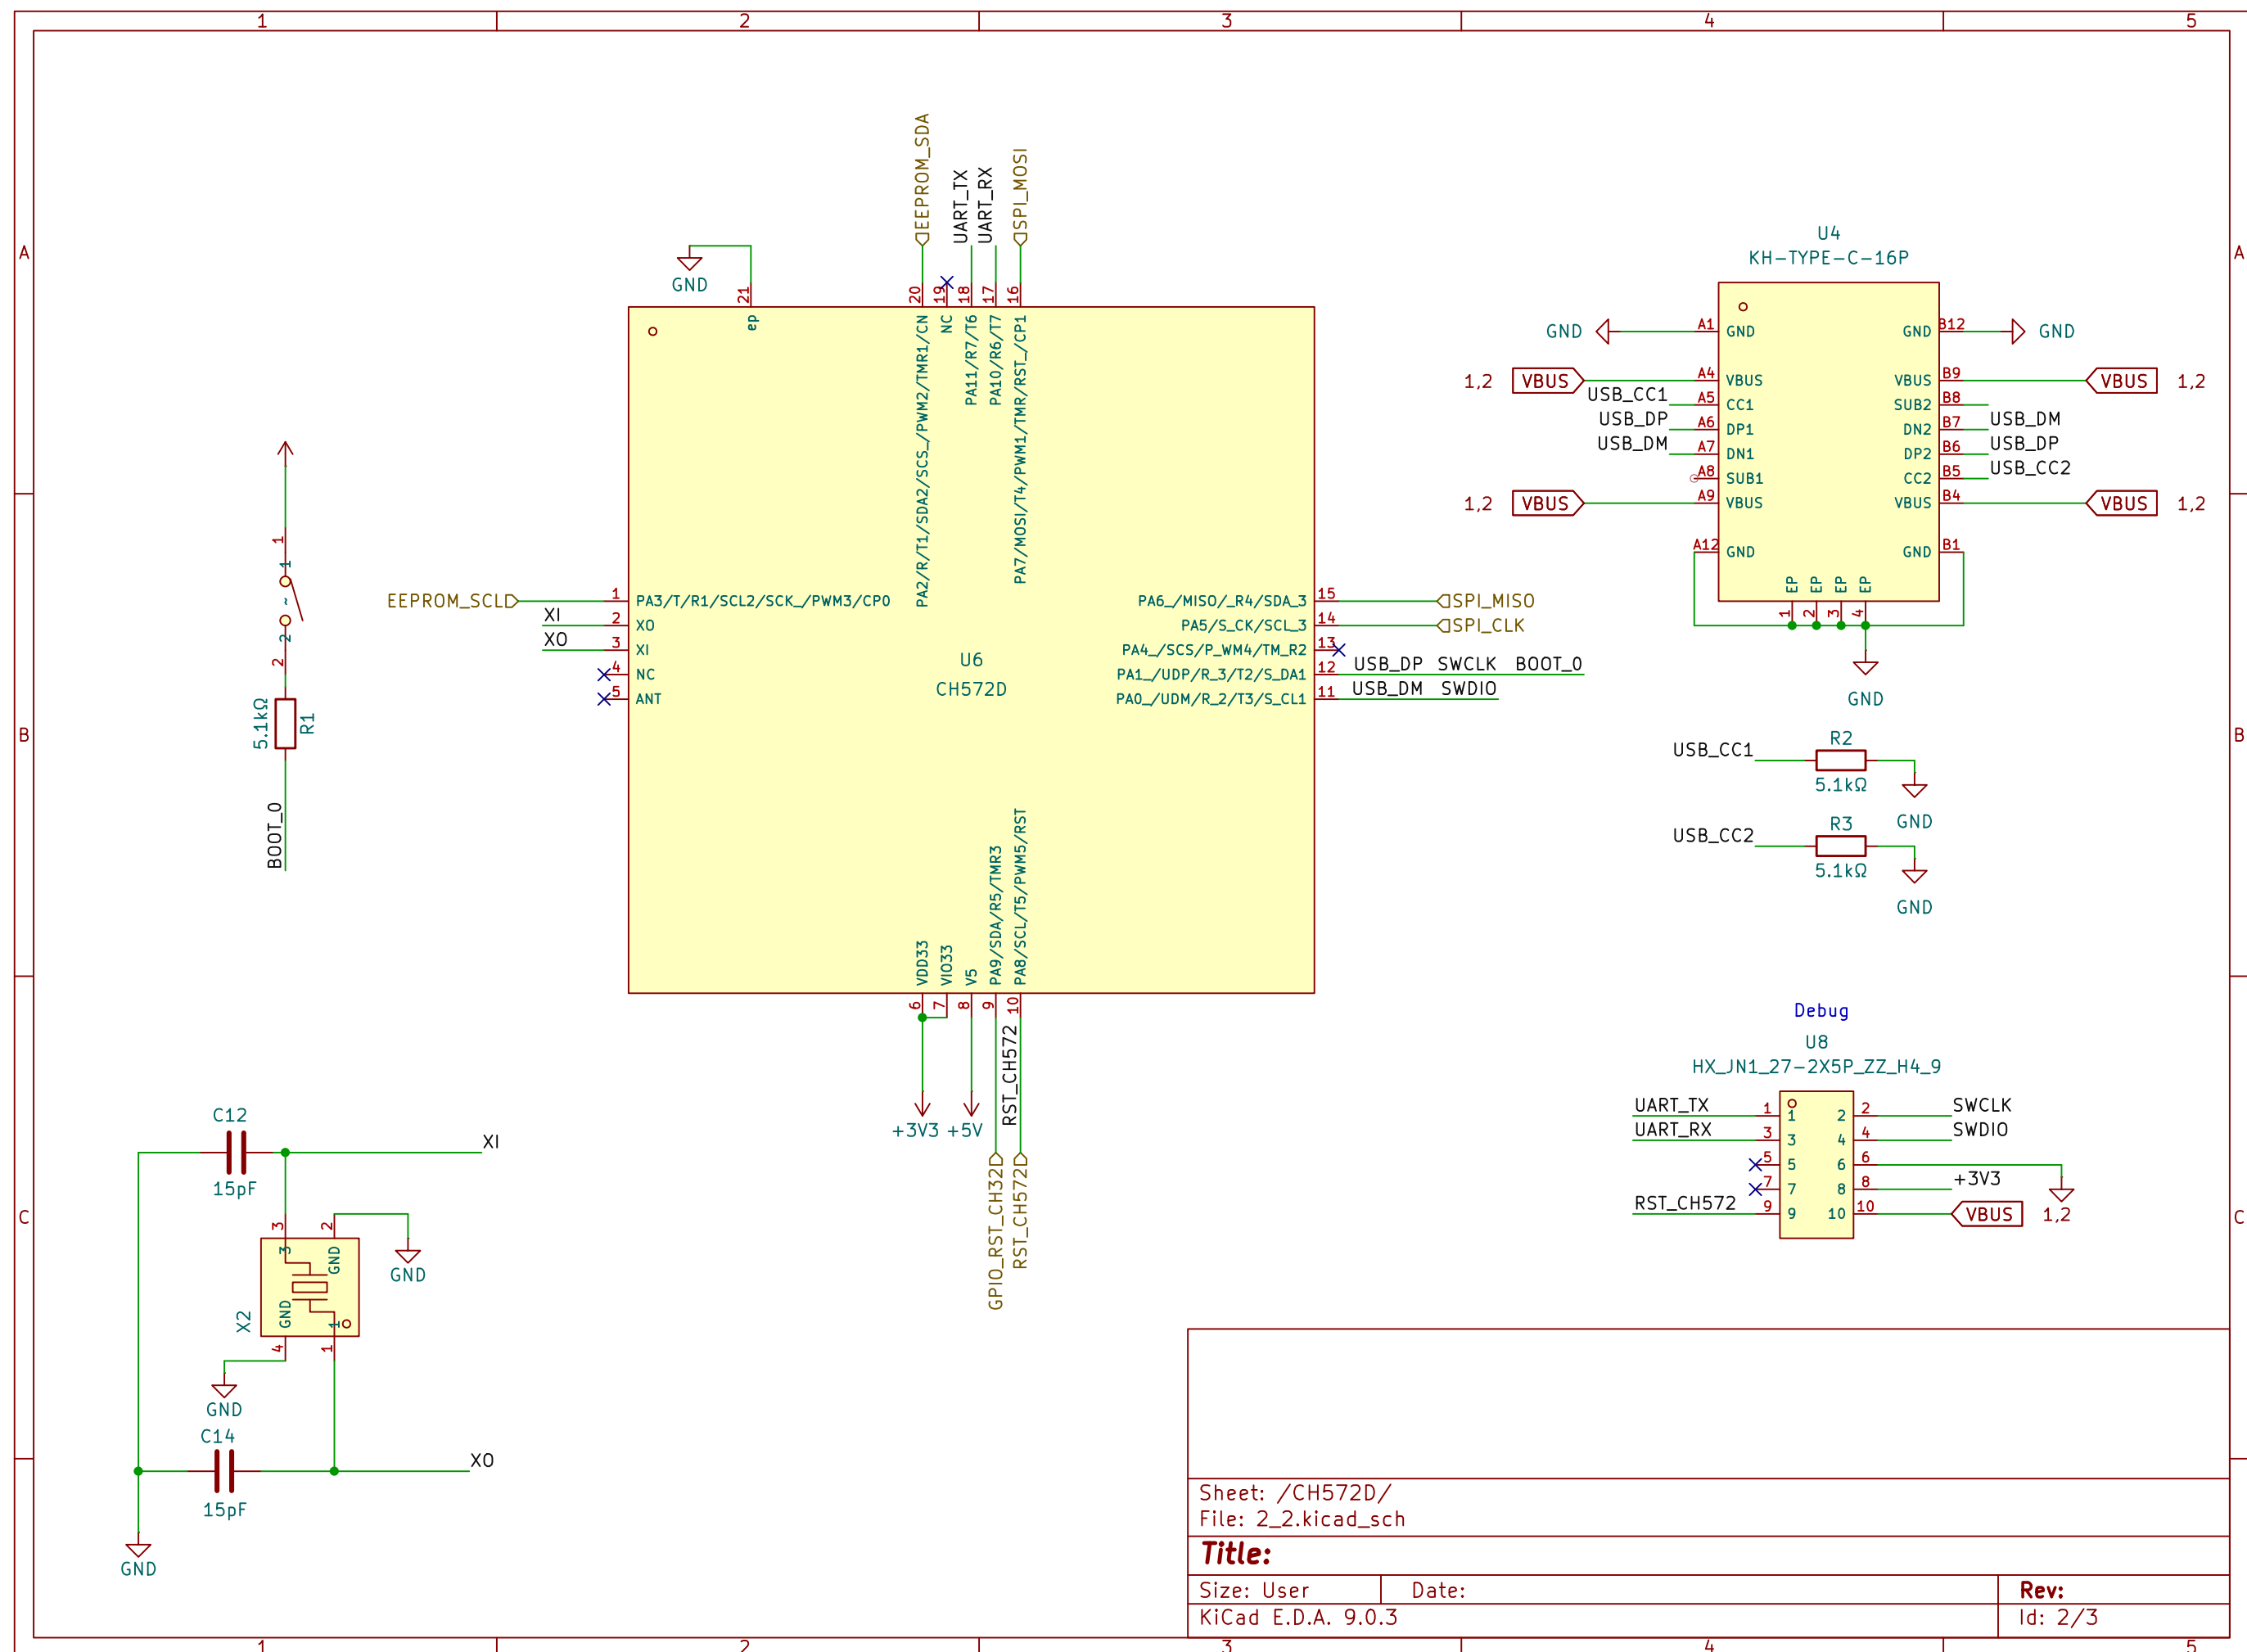 1 2 3 4 5
A A
B B
C C
1 2 3 4 5
EEPROM_SDA
UART_TX
UART_RX
SPI_MOSI
GND
21
20
19
18
17
16
ep
PA2/R/T1/SDA2/SCS_/PWM2/TMR1/CN
NC
PA11/R7/T6
PA10/R6/T7
PA7/MOSI/T4/PWM1/TMR/RST_/CP1
EEPROM_SCL 1 PA3/T/R1/SCL2/SCK_/PWM3/CP0
XI 2 XO
XO 3 XI
4 NC
5 ANT
U6
CH572D
PA6_/MISO/_R4/SDA_3 15 SPI_MISO
PA5/S_CK/SCL_3 14 SPI_CLK
PA4_/SCS/P_WM4/TM_R2 13
PA1_/UDP/R_3/T2/S_DA1 12 USB_DP SWCLK BOOT_0
PA0_/UDM/R_2/T3/S_CL1 11 USB_DM SWDIO
VDD33
VIO33
V5
PA9/SDA/R5/TMR3
PA8/SCL/T5/PWM5/RST
6
7
8
9
10
+3V3 +5V
RST_CH572
GPIO_RST_CH32
RST_CH572
1
1
~
2
2
5.1kΩ
R1
BOOT_0
C12
15pF
XI
3
2
3
GND
GND
X2
GND
1
4
1
GND
C14
15pF
XO
GND
U4
KH-TYPE-C-16P
GND A1 GND GND B12 GND
1,2 VBUS A4 VBUS VBUS B9 VBUS 1,2
USB_CC1 A5 CC1 SUB2 B8
USB_DP A6 DP1 DN2 B7 USB_DM
USB_DM A7 DN1 DP2 B6 USB_DP
A8 SUB1 CC2 B5 USB_CC2
1,2 VBUS A9 VBUS VBUS B4 VBUS 1,2
A12 GND GND B1
EP EP EP EP
1 2 3 4
GND
USB_CC1
R2
5.1kΩ
GND
USB_CC2
R3
5.1kΩ
GND
Debug
U8
HX_JN1_27-2X5P_ZZ_H4_9
UART_TX 1 1 2 2 SWCLK
UART_RX 3 3 4 4 SWDIO
5 5 6 6
7 7 8 8 +3V3
RST_CH572 9 9 10 10 VBUS 1,2
Sheet: /CH572D/
File: 2_2.kicad_sch
Title:
Size: User Date: Rev:
KiCad E.D.A. 9.0.3 Id: 2/3